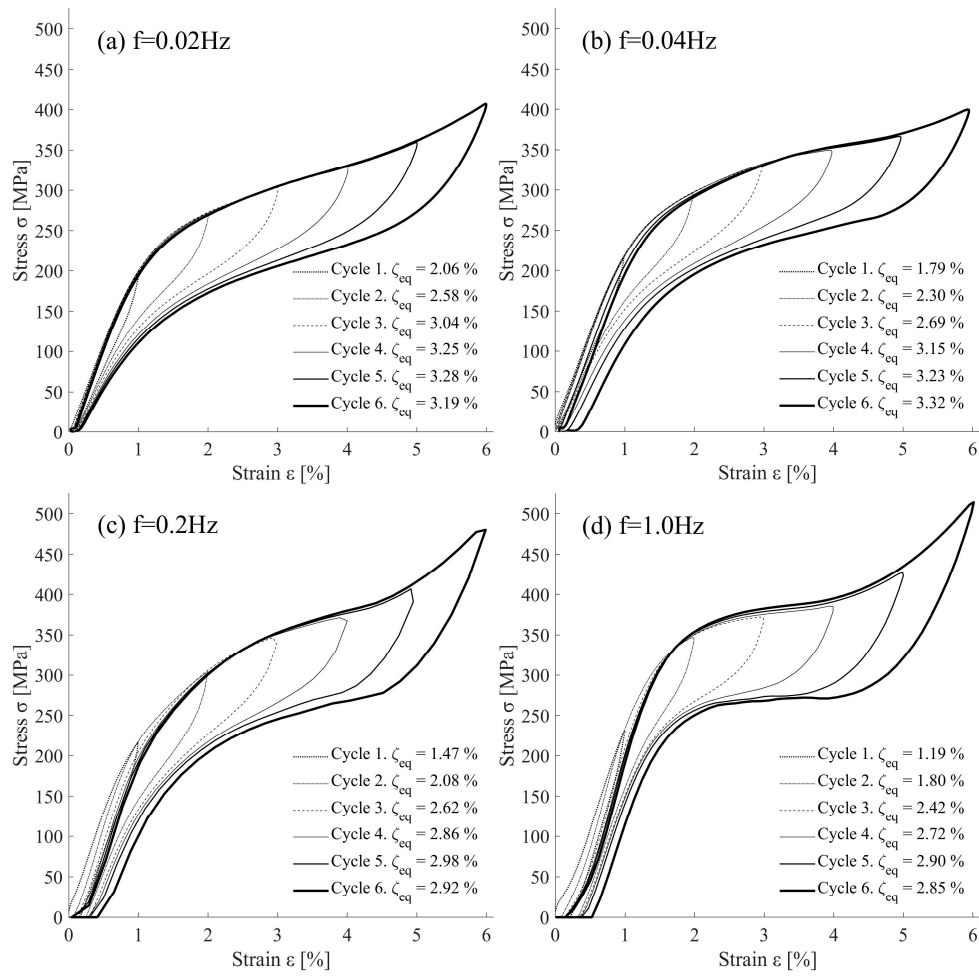 (a) f=0.02Hz
Stress σ [MPa]
500
450
400
350
300
250
200
150
100
50
0
Cycle 1. ζeq = 2.06 %
Cycle 2. ζeq = 2.58 %
Cycle 3. ζeq = 3.04 %
Cycle 4. ζeq = 3.25 %
Cycle 5. ζeq = 3.28 %
Cycle 6. ζeq = 3.19 %
0 1 2 3 4 5 6
Strain ε [%]
(b) f=0.04Hz
Stress σ [MPa]
500
450
400
350
300
250
200
150
100
50
0
Cycle 1. ζeq = 1.79 %
Cycle 2. ζeq = 2.30 %
Cycle 3. ζeq = 2.69 %
Cycle 4. ζeq = 3.15 %
Cycle 5. ζeq = 3.23 %
Cycle 6. ζeq = 3.32 %
0 1 2 3 4 5 6
Strain ε [%]
(c) f=0.2Hz
Stress σ [MPa]
500
450
400
350
300
250
200
150
100
50
0
Cycle 1. ζeq = 1.47 %
Cycle 2. ζeq = 2.08 %
Cycle 3. ζeq = 2.62 %
Cycle 4. ζeq = 2.86 %
Cycle 5. ζeq = 2.98 %
Cycle 6. ζeq = 2.92 %
0 1 2 3 4 5 6
Strain ε [%]
(d) f=1.0Hz
Stress σ [MPa]
500
450
400
350
300
250
200
150
100
50
0
Cycle 1. ζeq = 1.19 %
Cycle 2. ζeq = 1.80 %
Cycle 3. ζeq = 2.42 %
Cycle 4. ζeq = 2.72 %
Cycle 5. ζeq = 2.90 %
Cycle 6. ζeq = 2.85 %
0 1 2 3 4 5 6
Strain ε [%]